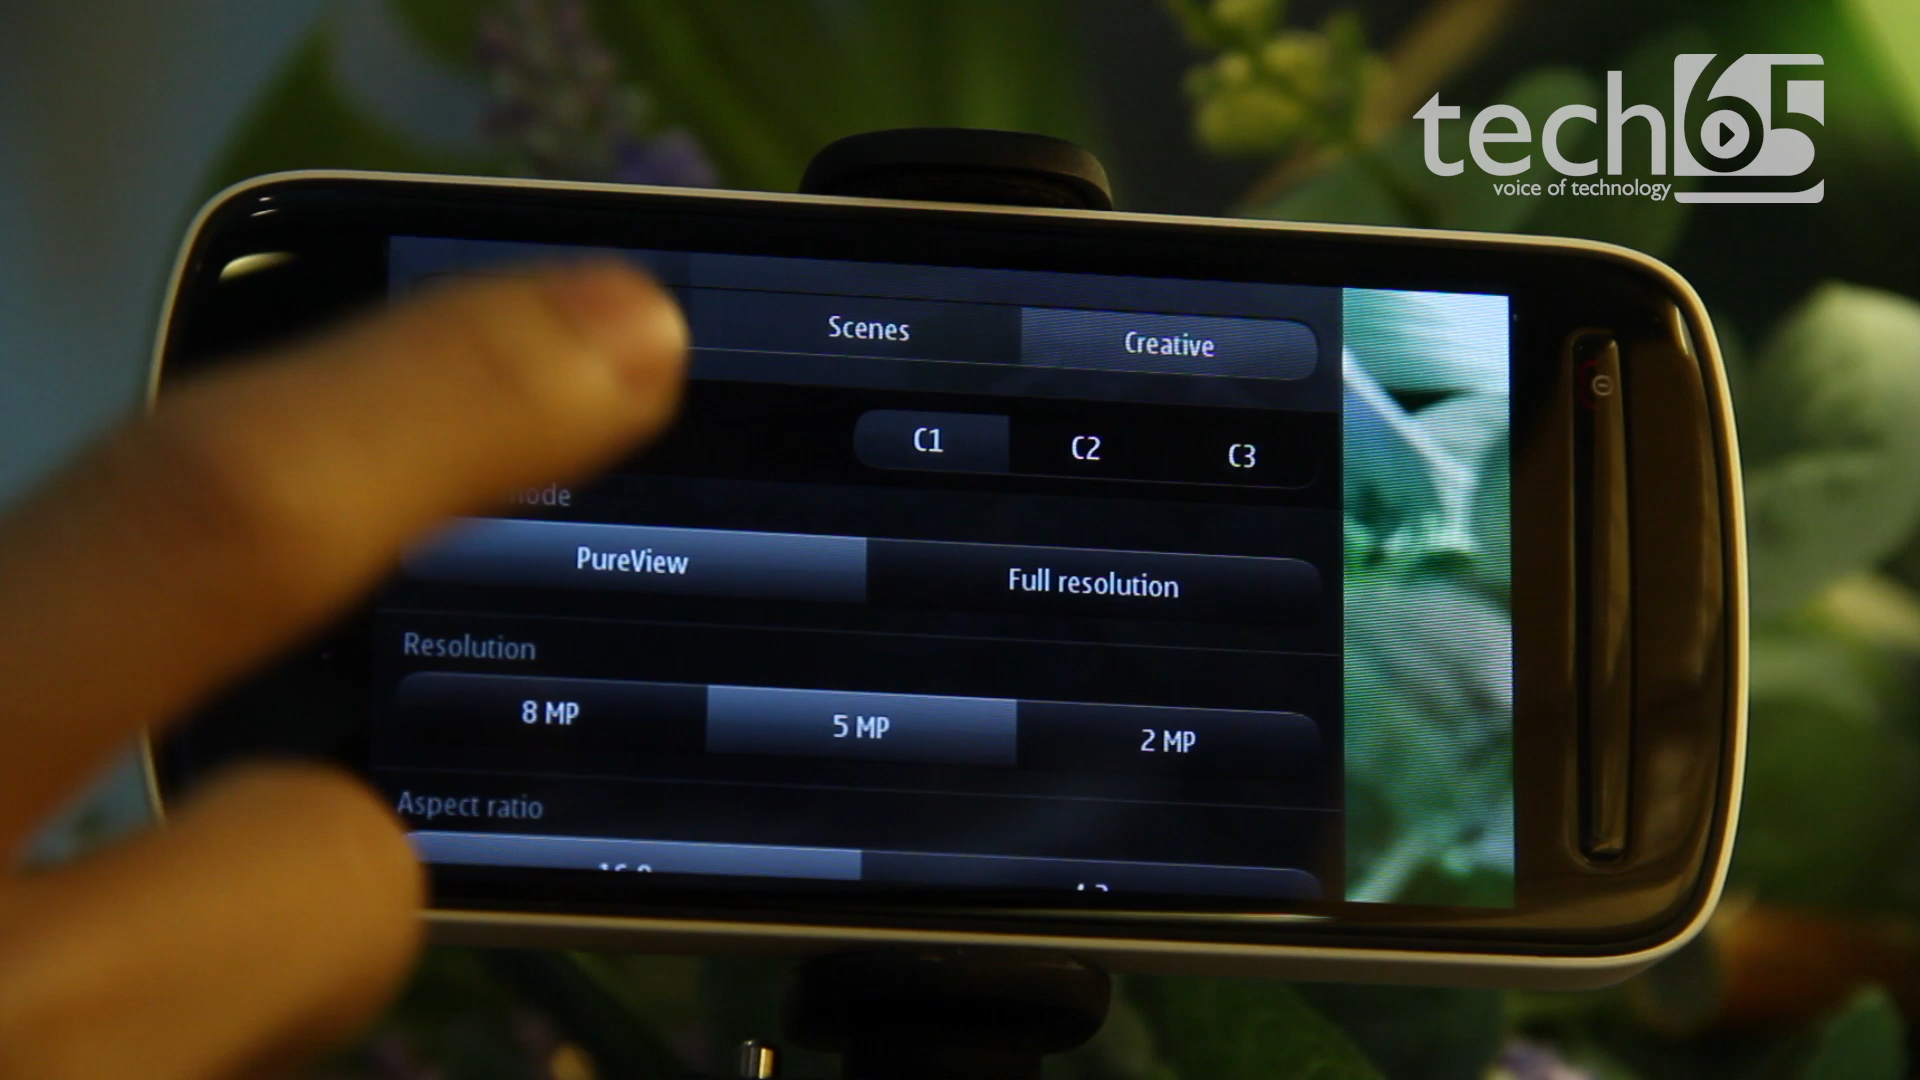 tech65
voice of technology
Scenes Creative
C1 C2 C3
mode
PureView Full resolution
Resolution
8 MP 5 MP 2 MP
Aspect ratio